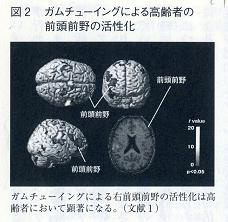 図2 ガムチューイングによる高齢者の
前頭前野の活性化
前頭前野
前頭前野
前頭前野
t value
20
10
0
p<0.05
ガムチューイングによる右前頭前野の活性化は高
齢者において顕著になる。(文献1)